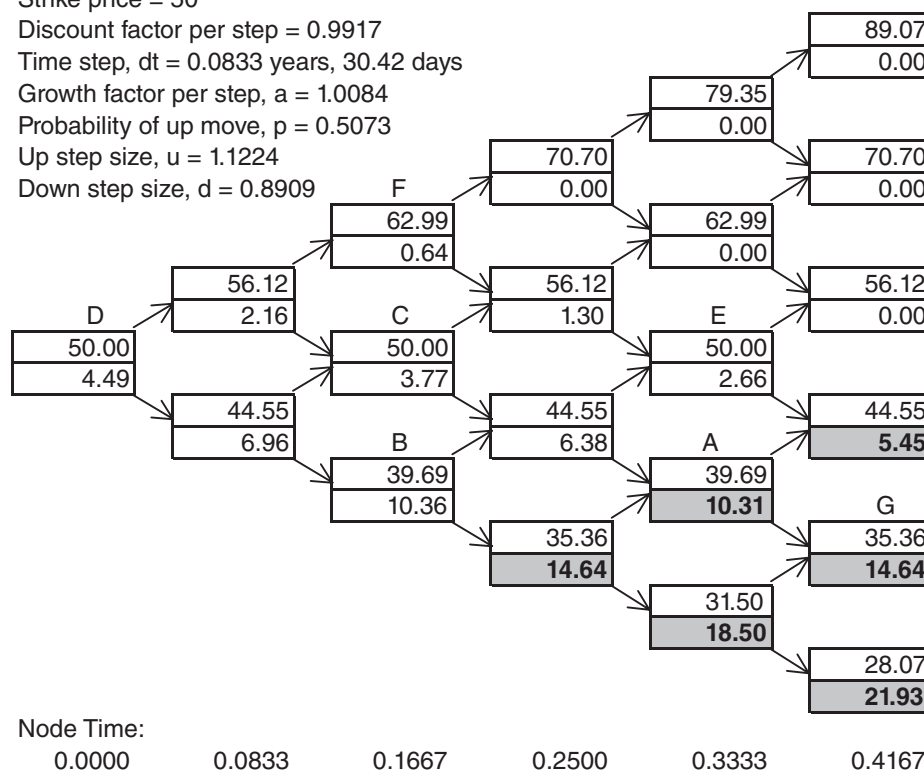 Strike price = 50
Discount factor per step = 0.9917 89.07
Time step, dt = 0.0833 years, 30.42 days 0.00
Growth factor per step, a = 1.0084 79.35
Probability of up move, p = 0.5073 0.00
Up step size, u = 1.1224 70.70 70.70
Down step size, d = 0.8909 F 0.00 0.00
62.99 62.99
0.64 0.00
56.12 56.12 56.12
D 2.16 C 1.30 E 0.00
50.00 50.00 50.00
4.49 3.77 2.66
44.55 44.55 44.55
6.96 B 6.38 A 5.45
39.69 39.69
10.36 10.31 G
35.36 35.36
14.64 14.64
31.50
18.50
28.07
21.93
Node Time:
0.0000 0.0833 0.1667 0.2500 0.3333 0.4167